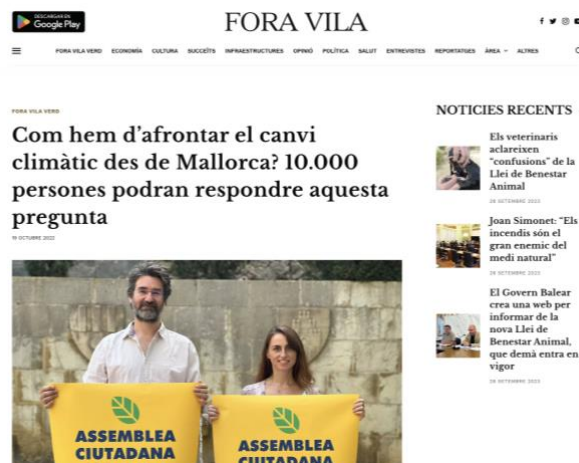 DESCARGAR EN
Google Play
FORA VILA
FORA VILA VERD ECONOMÍA CULTURA SUCCEÏTS INFRAESTRUCTURES OPINIÓ POLÍTICA SALUT ENTREVISTES REPORTATGES ÀREA ALTRES
FORA VILA VERD
Com hem d'afrontar el canvi
climàtic des de Mallorca? 10.000
persones podran respondre aquesta
pregunta
19 OCTUBRE 2022
ASSEMBLEA
CIUTADANA
ASSEMBLEA
CIUTADANA
NOTICIES RECENTS
Els veterinaris
aclareixen
“confusions” de la
Llei de Benestar
Animal
28 SETEMBRE 2023
Joan Simonet: “Els
incendis són el
gran enemic del
medi natural”
28 SETEMBRE 2023
El Govern Balear
crea una web per
informar de la
nova Llei de
Benestar Animal,
que demà entra en
vigor
28 SETEMBRE 2023